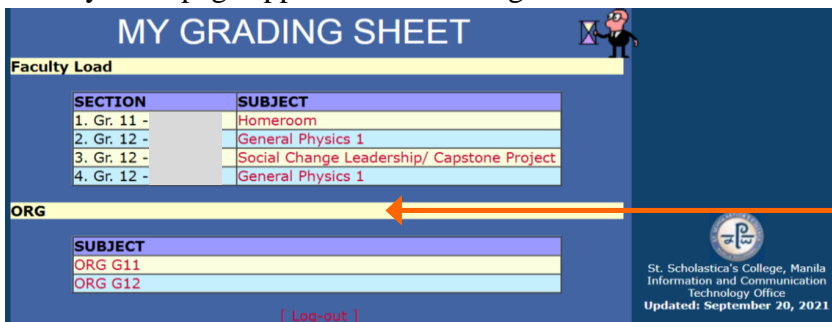 MY GRADING SHEET
Faculty Load
SECTION SUBJECT
1. Gr. 11 - Homeroom
2. Gr. 12 - General Physics 1
3. Gr. 12 - Social Change Leadership/ Capstone Project
4. Gr. 12 - General Physics 1
ORG
SUBJECT
ORG G11
ORG G12
[ Log-out ]
St. Scholastica's College, Manila
Information and Communication
Technology Office
Updated: September 20, 2021